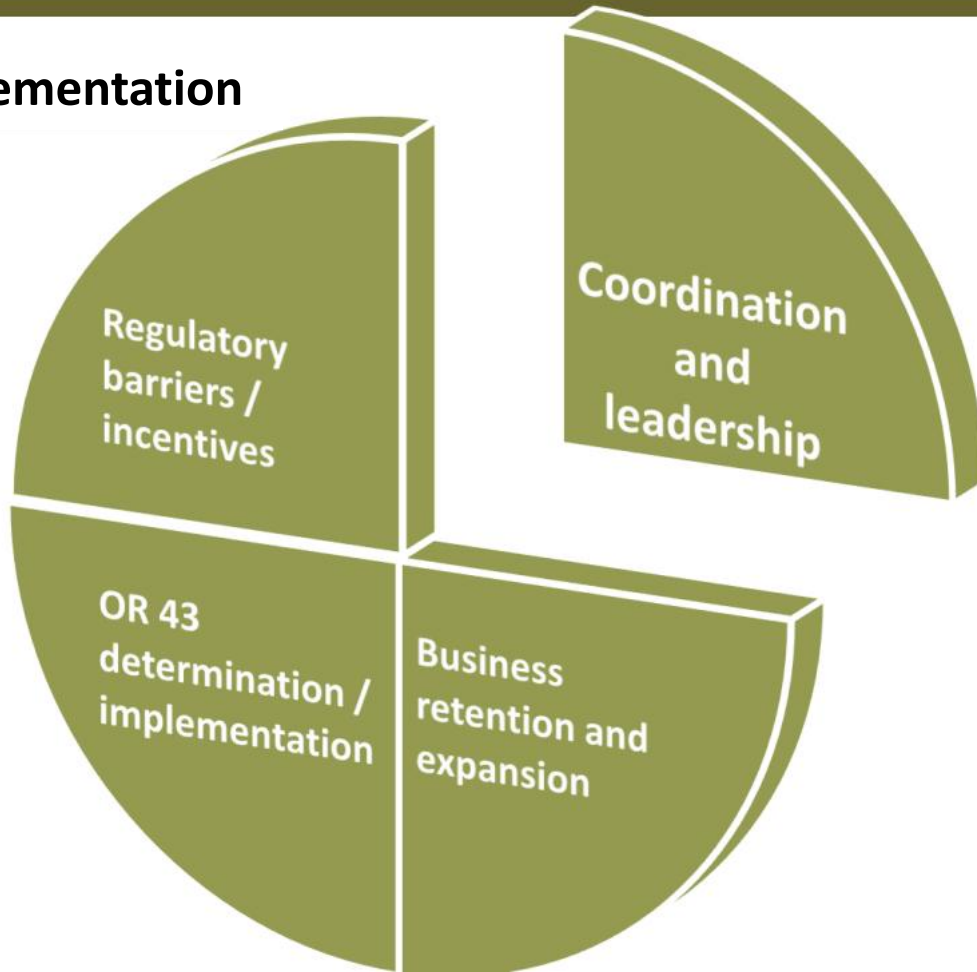 ementation
Coordination
and
leadership
Regulatory
barriers /
incentives
OR 43
determination /
implementation
Business
retention and
expansion